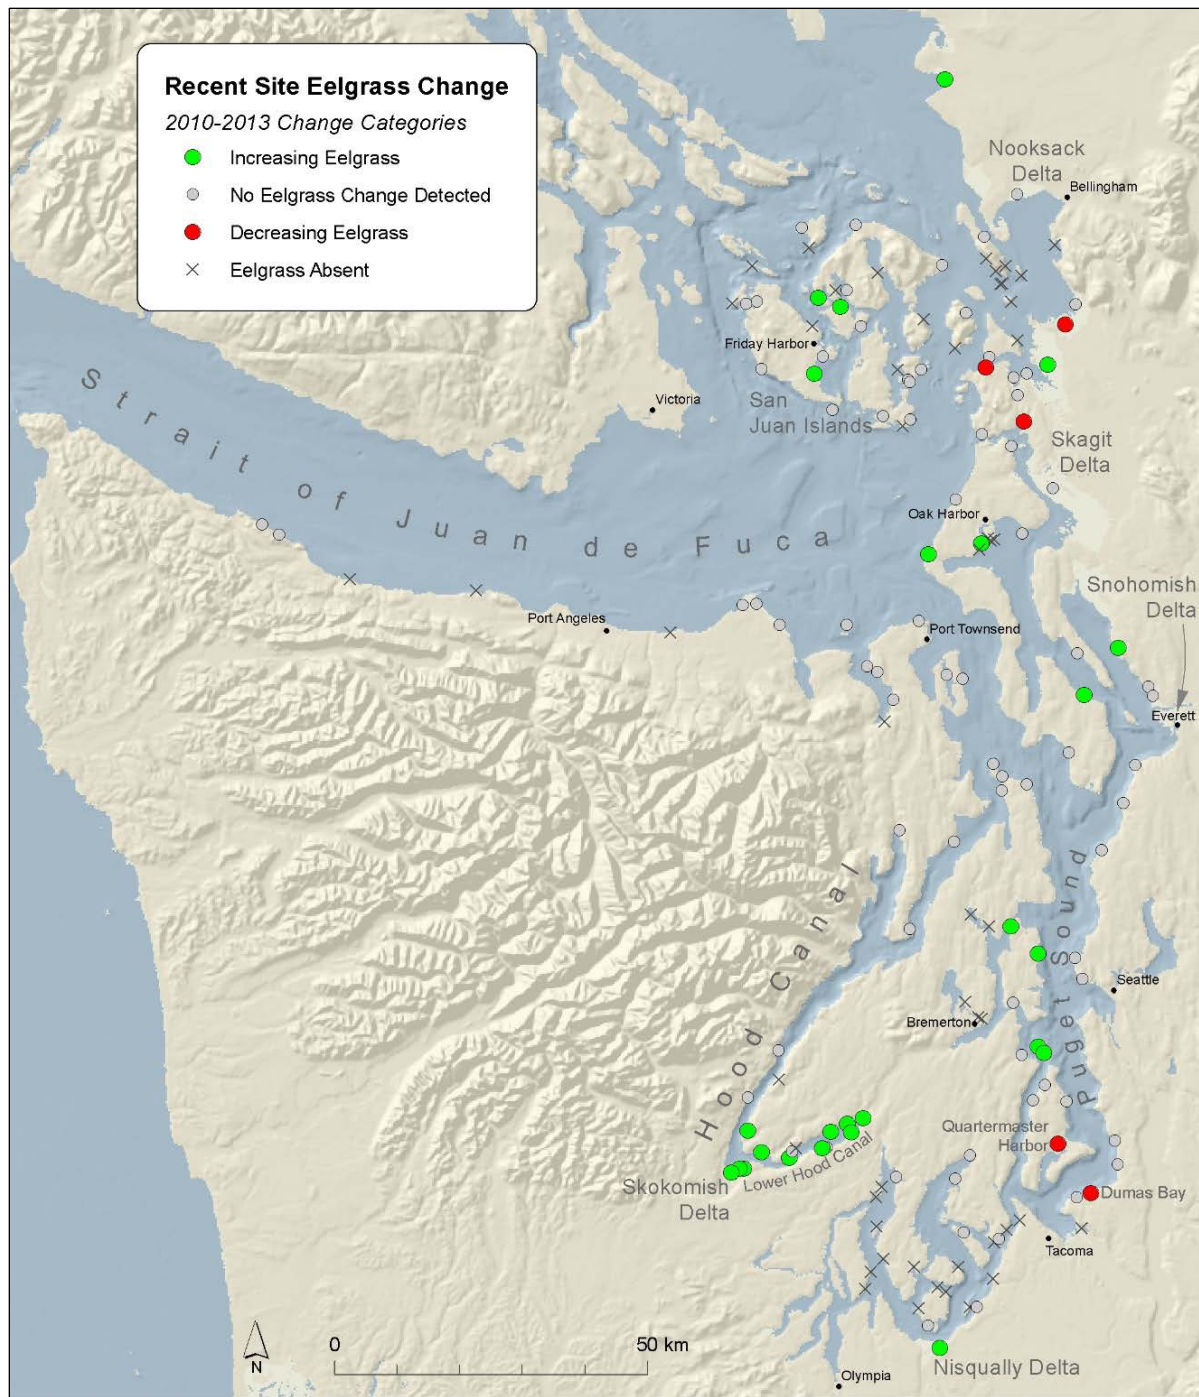 Recent Site Eelgrass Change
2010-2013 Change Categories
Increasing Eelgrass
No Eelgrass Change Detected
Decreasing Eelgrass
Eelgrass Absent
Nooksack
Delta
Bellingham
Friday Harbor
Victoria
San
Juan Islands
Skagit
Delta
Strait of Juan de Fuca
Oak Harbor
Snohomish
Delta
Port Angeles
Port Townsend
Everett
Hood Canal
Puget Sound
Seattle
Bremerton
Quartermaster
Harbor
Lower Hood Canal
Skokomish
Delta
Dumas Bay
Tacoma
0 50 km
N
Nisqually Delta
Olympia